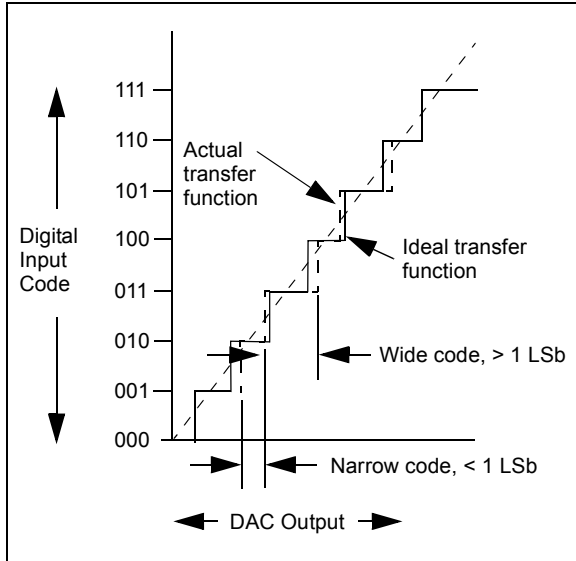 111
110
Actual
transfer
function
101
Digital
Input
Code
100
Ideal transfer
function
011
010
Wide code, > 1 LSb
001
000
Narrow code, < 1 LSb
DAC Output